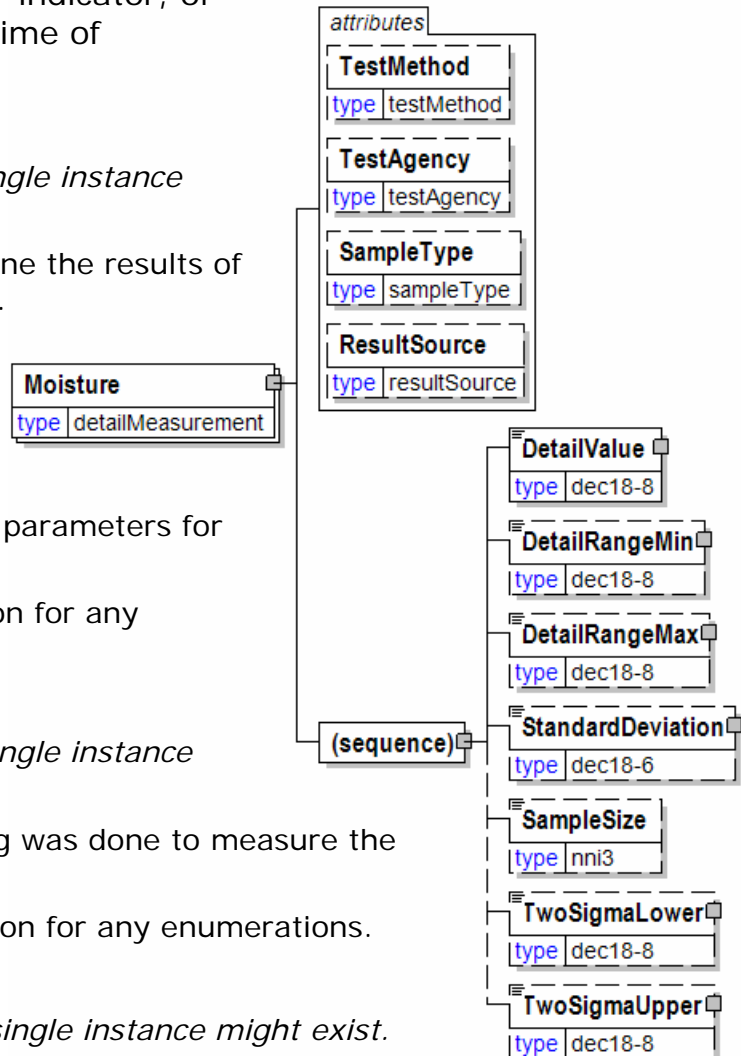 indicator, or
ime of
ngle instance
ne the results of
.
parameters for
on for any
ngle instance
g was done to measure the
on for any enumerations.
single instance might exist.
Moisture
type detailMeasurement
attributes
TestMethod
type testMethod
TestAgency
type testAgency
SampleType
type sampleType
ResultSource
type resultSource
(sequence)
DetailValue
type dec18-8
DetailRangeMin
type dec18-8
DetailRangeMax
type dec18-8
StandardDeviation
type dec18-6
SampleSize
type nni3
TwoSigmaLower
type dec18-8
TwoSigmaUpper
type dec18-8